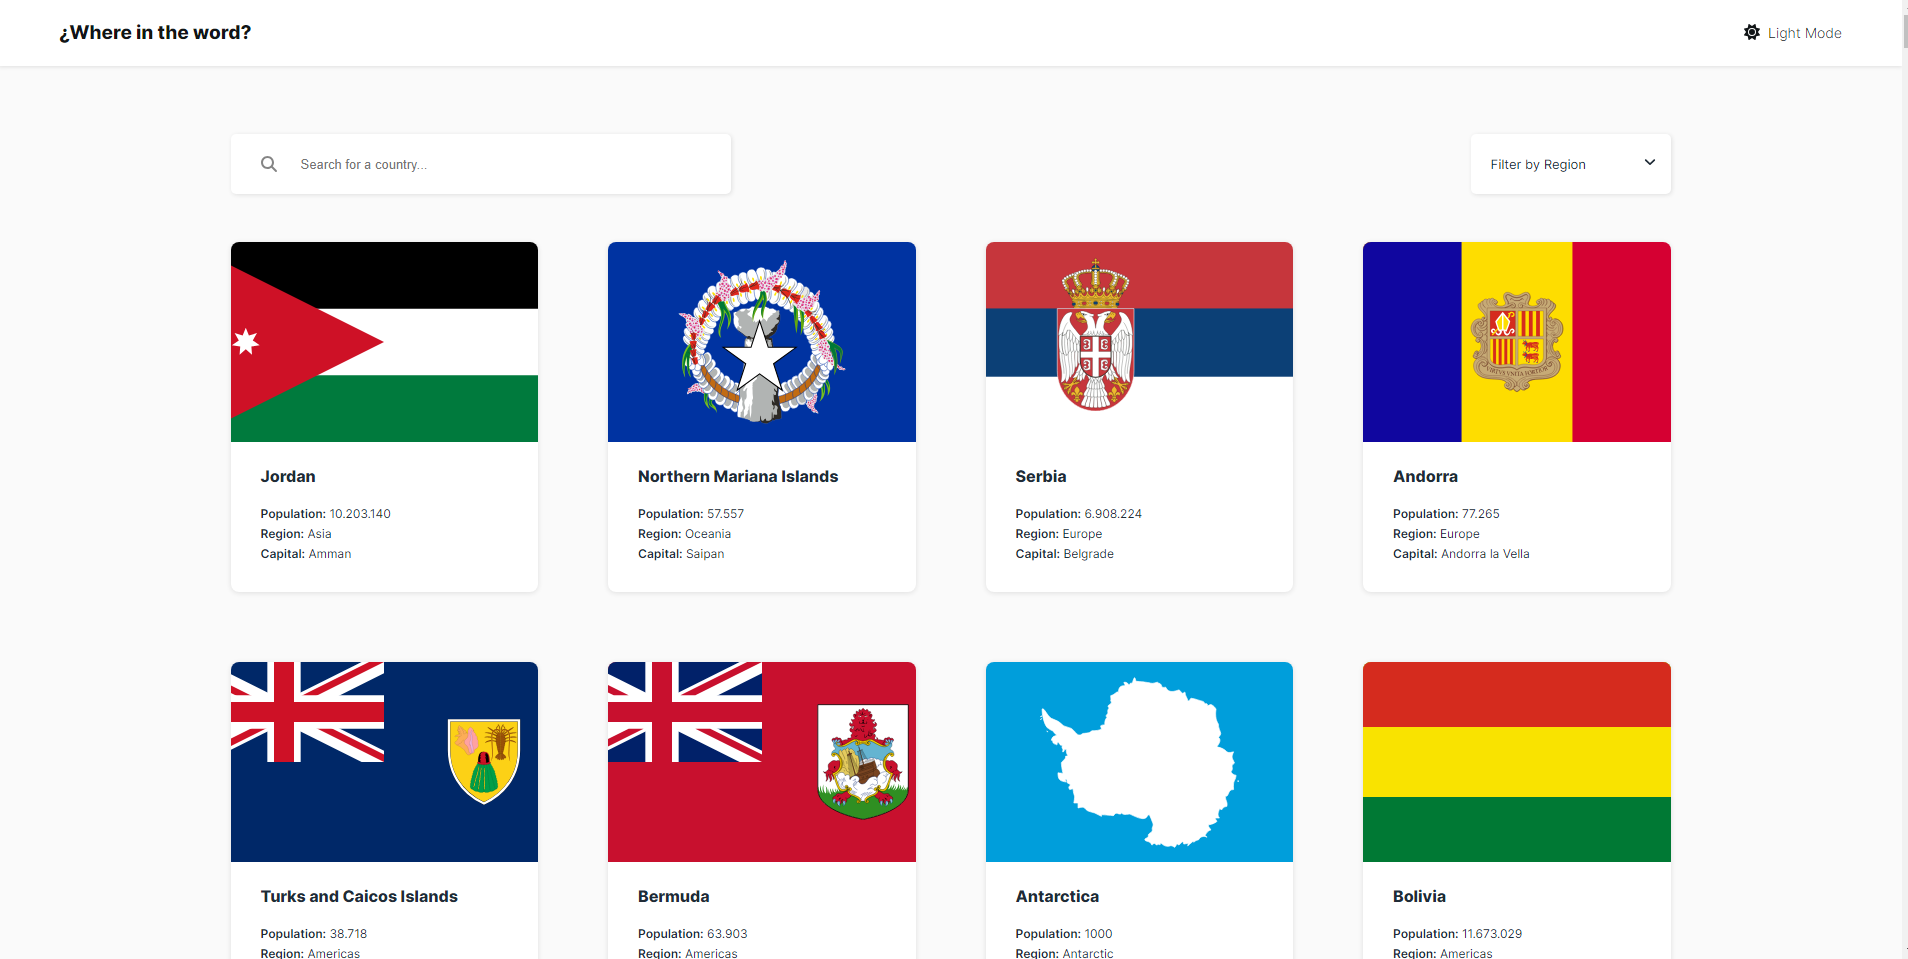 ¿Where in the word?
Light Mode
Search for a country...
Filter by Region
Jordan
Population: 10.203.140
Region: Asia
Capital: Amman
Northern Mariana Islands
Population: 57.557
Region: Oceania
Capital: Saipan
Serbia
Population: 6.908.224
Region: Europe
Capital: Belgrade
Andorra
Population: 77.265
Region: Europe
Capital: Andorra la Vella
Turks and Caicos Islands
Population: 38.718
Region: Americas
Bermuda
Population: 63.903
Region: Americas
Antarctica
Population: 1000
Region: Antarctic
Bolivia
Population: 11.673.029
Region: Americas